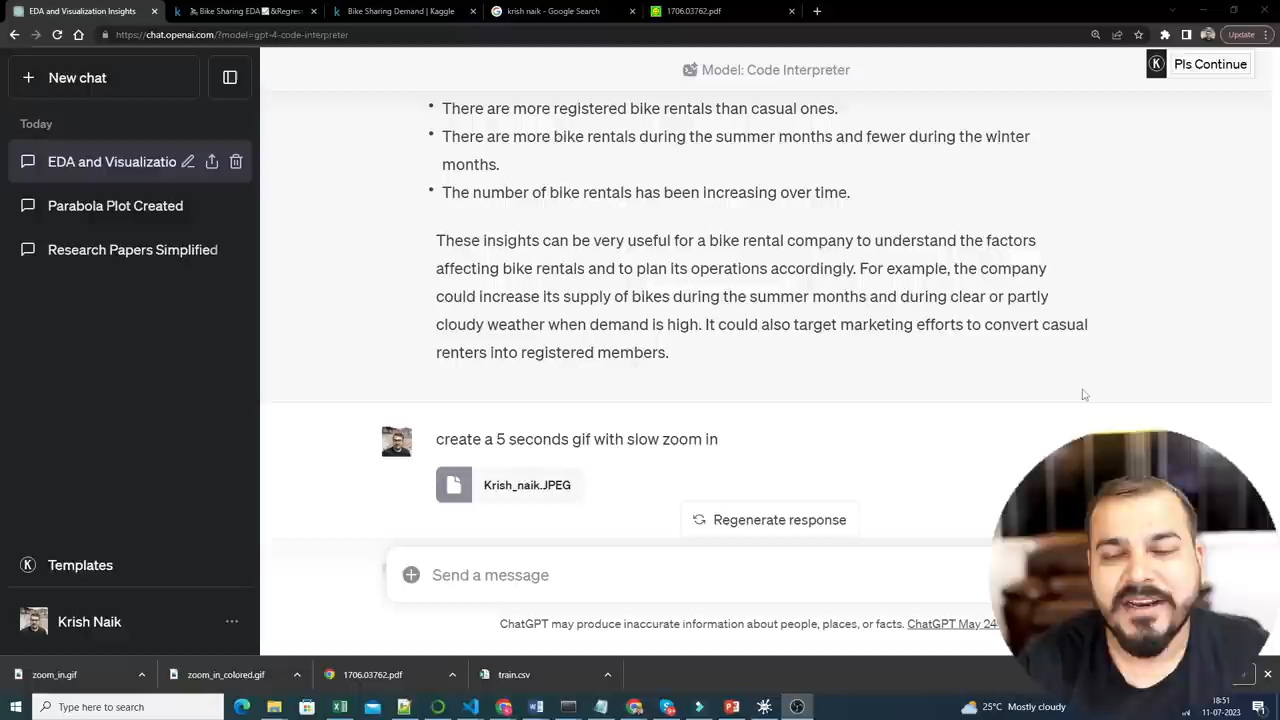 EDA and Visualization Insights
Bike Sharing EDA &Regres
Bike Sharing Demand | Kaggle
krish naik - Google Search
1706.03762.pdf
https://chat.openai.com/?model=gpt-4-code-interpreter
Update
New chat
Model: Code Interpreter
K
Pls Continue
Today
EDA and Visualizatio
Parabola Plot Created
Research Papers Simplified
• There are more registered bike rentals than casual ones.
• There are more bike rentals during the summer months and fewer during the winter
months.
• The number of bike rentals has been increasing over time.
These insights can be very useful for a bike rental company to understand the factors
affecting bike rentals and to plan its operations accordingly. For example, the company
could increase its supply of bikes during the summer months and during clear or partly
cloudy weather when demand is high. It could also target marketing efforts to convert casual
renters into registered members.
create a 5 seconds gif with slow zoom in
Krish_naik.JPEG
Regenerate response
Send a message
ChatGPT may produce inaccurate information about people, places, or facts. ChatGPT May 24
K
Templates
Krish Naik
zoom_in.gif
zoom_in_colored.gif
1706.03762.pdf
train.csv
Type here to search
25°C Mostly cloudy
18:51
11-07-2023